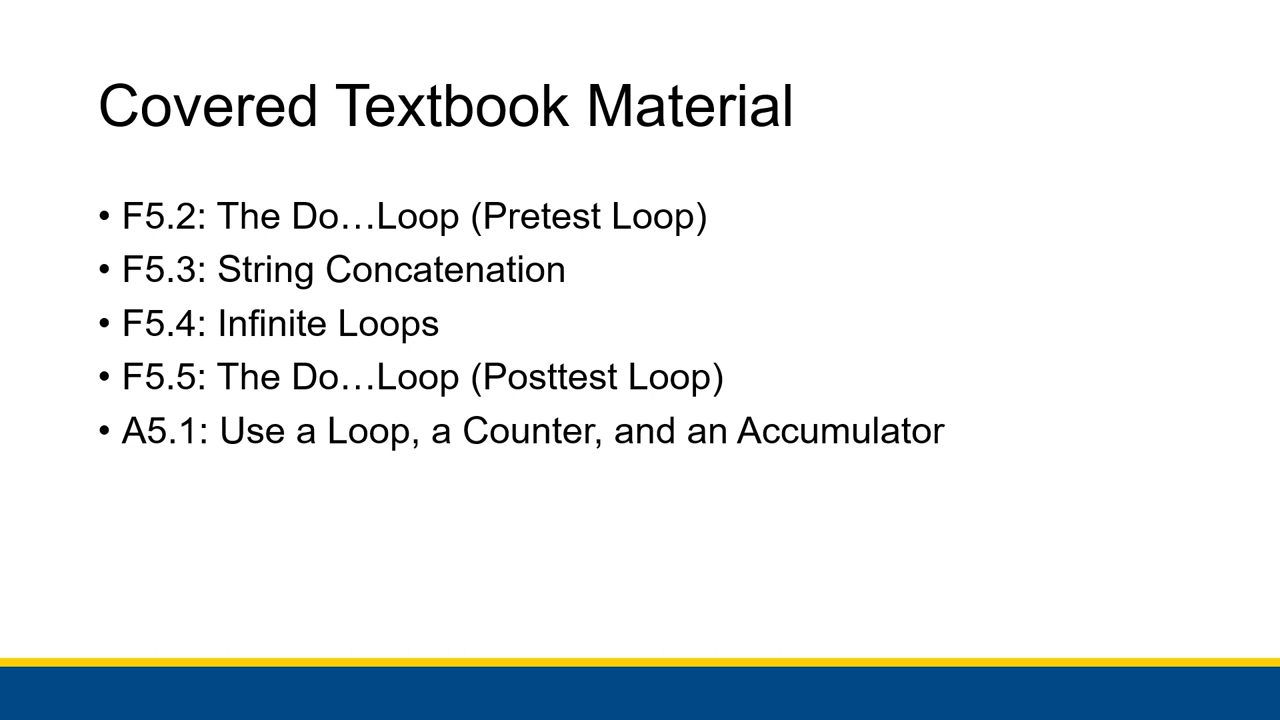 Covered Textbook Material
• F5.2: The Do…Loop (Pretest Loop)
• F5.3: String Concatenation
• F5.4: Infinite Loops
• F5.5: The Do…Loop (Posttest Loop)
• A5.1: Use a Loop, a Counter, and an Accumulator